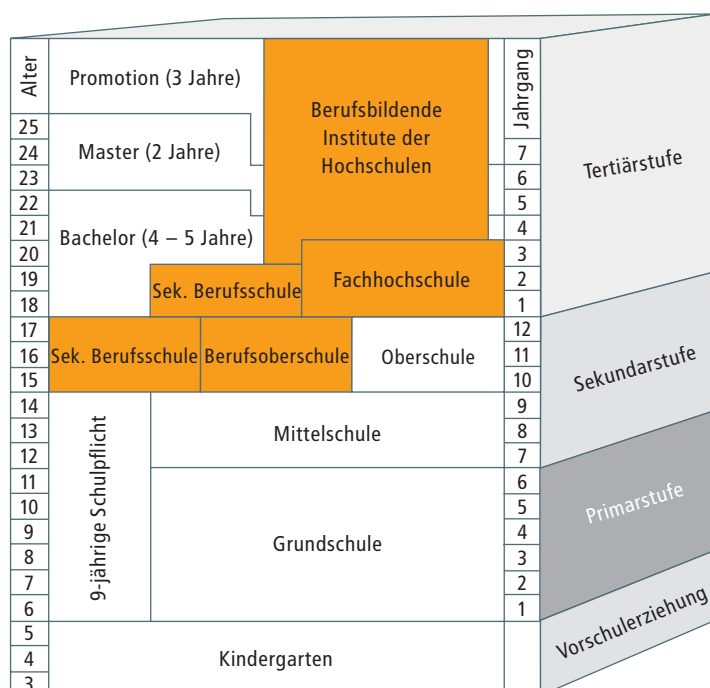 Alter
Promotion (3 Jahre)
Berufsbildende
Institute der
Hochschulen
Jahrgang
25
24
Master (2 Jahre)
7
23
6
22
5
21
Bachelor (4 – 5 Jahre)
4
20
3
19
Sek. Berufsschule
Fachhochschule
2
18
1
Tertiärstufe
17
12
16
Sek. Berufsschule
Berufsoberschule
Oberschule
11
15
10
14
9
13
Mittelschule
8
12
7
Sekundarstufe
9-jährige Schulpflicht
11
6
10
5
9
Grundschule
4
8
3
7
2
6
1
Primarstufe
5
4
Kindergarten
3
Vorschulerziehung